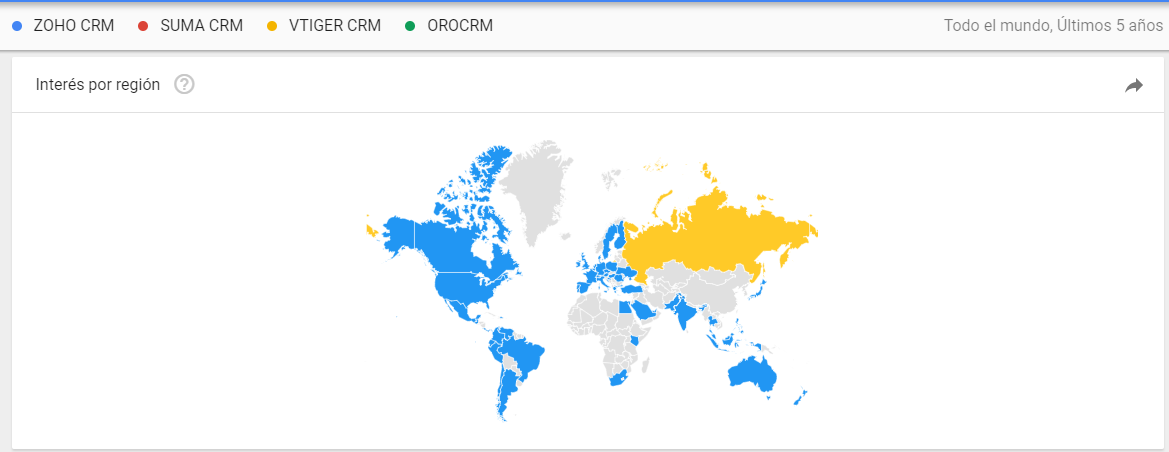 ZOHO CRM SUMA CRM VTIGER CRM OROCRM Todo el mundo, Últimos 5 años
Interés por región ?